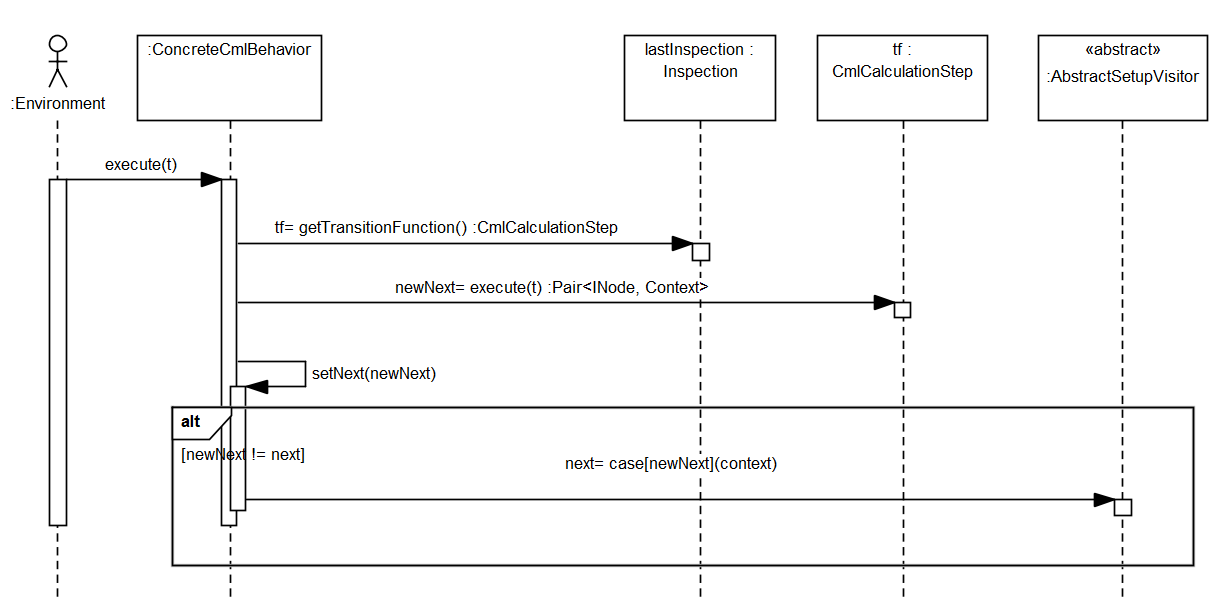 :Environment
:ConcreteCmlBehavior
lastInspection :
Inspection
tf :
CmlCalculationStep
«abstract»
:AbstractSetupVisitor
execute(t)
tf= getTransitionFunction() :CmlCalculationStep
newNext= execute(t) :Pair<INode, Context>
setNext(newNext)
alt
[newNext != next]
next= case[newNext](context)